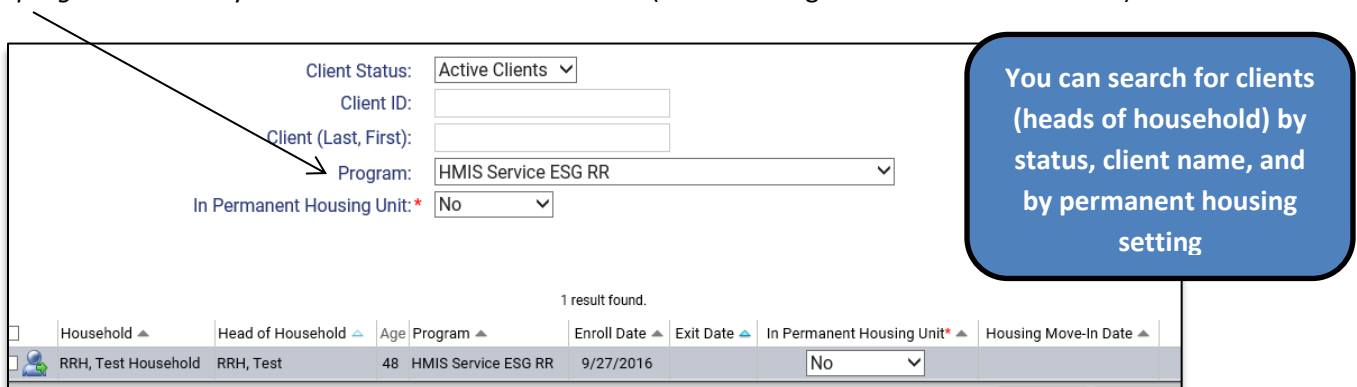 Client Status: Active Clients
You can search for clients
(heads of household) by
status, client name, and
by permanent housing
setting
Client ID:
Client (Last, First):
Program: HMIS Service ESG RR
In Permanent Housing Unit:* No
1 result found.
Household Head of Household Age Program Enroll Date Exit Date In Permanent Housing Unit* Housing Move-In Date
RRH, Test Household RRH, Test 48 HMIS Service ESG RR 9/27/2016 No